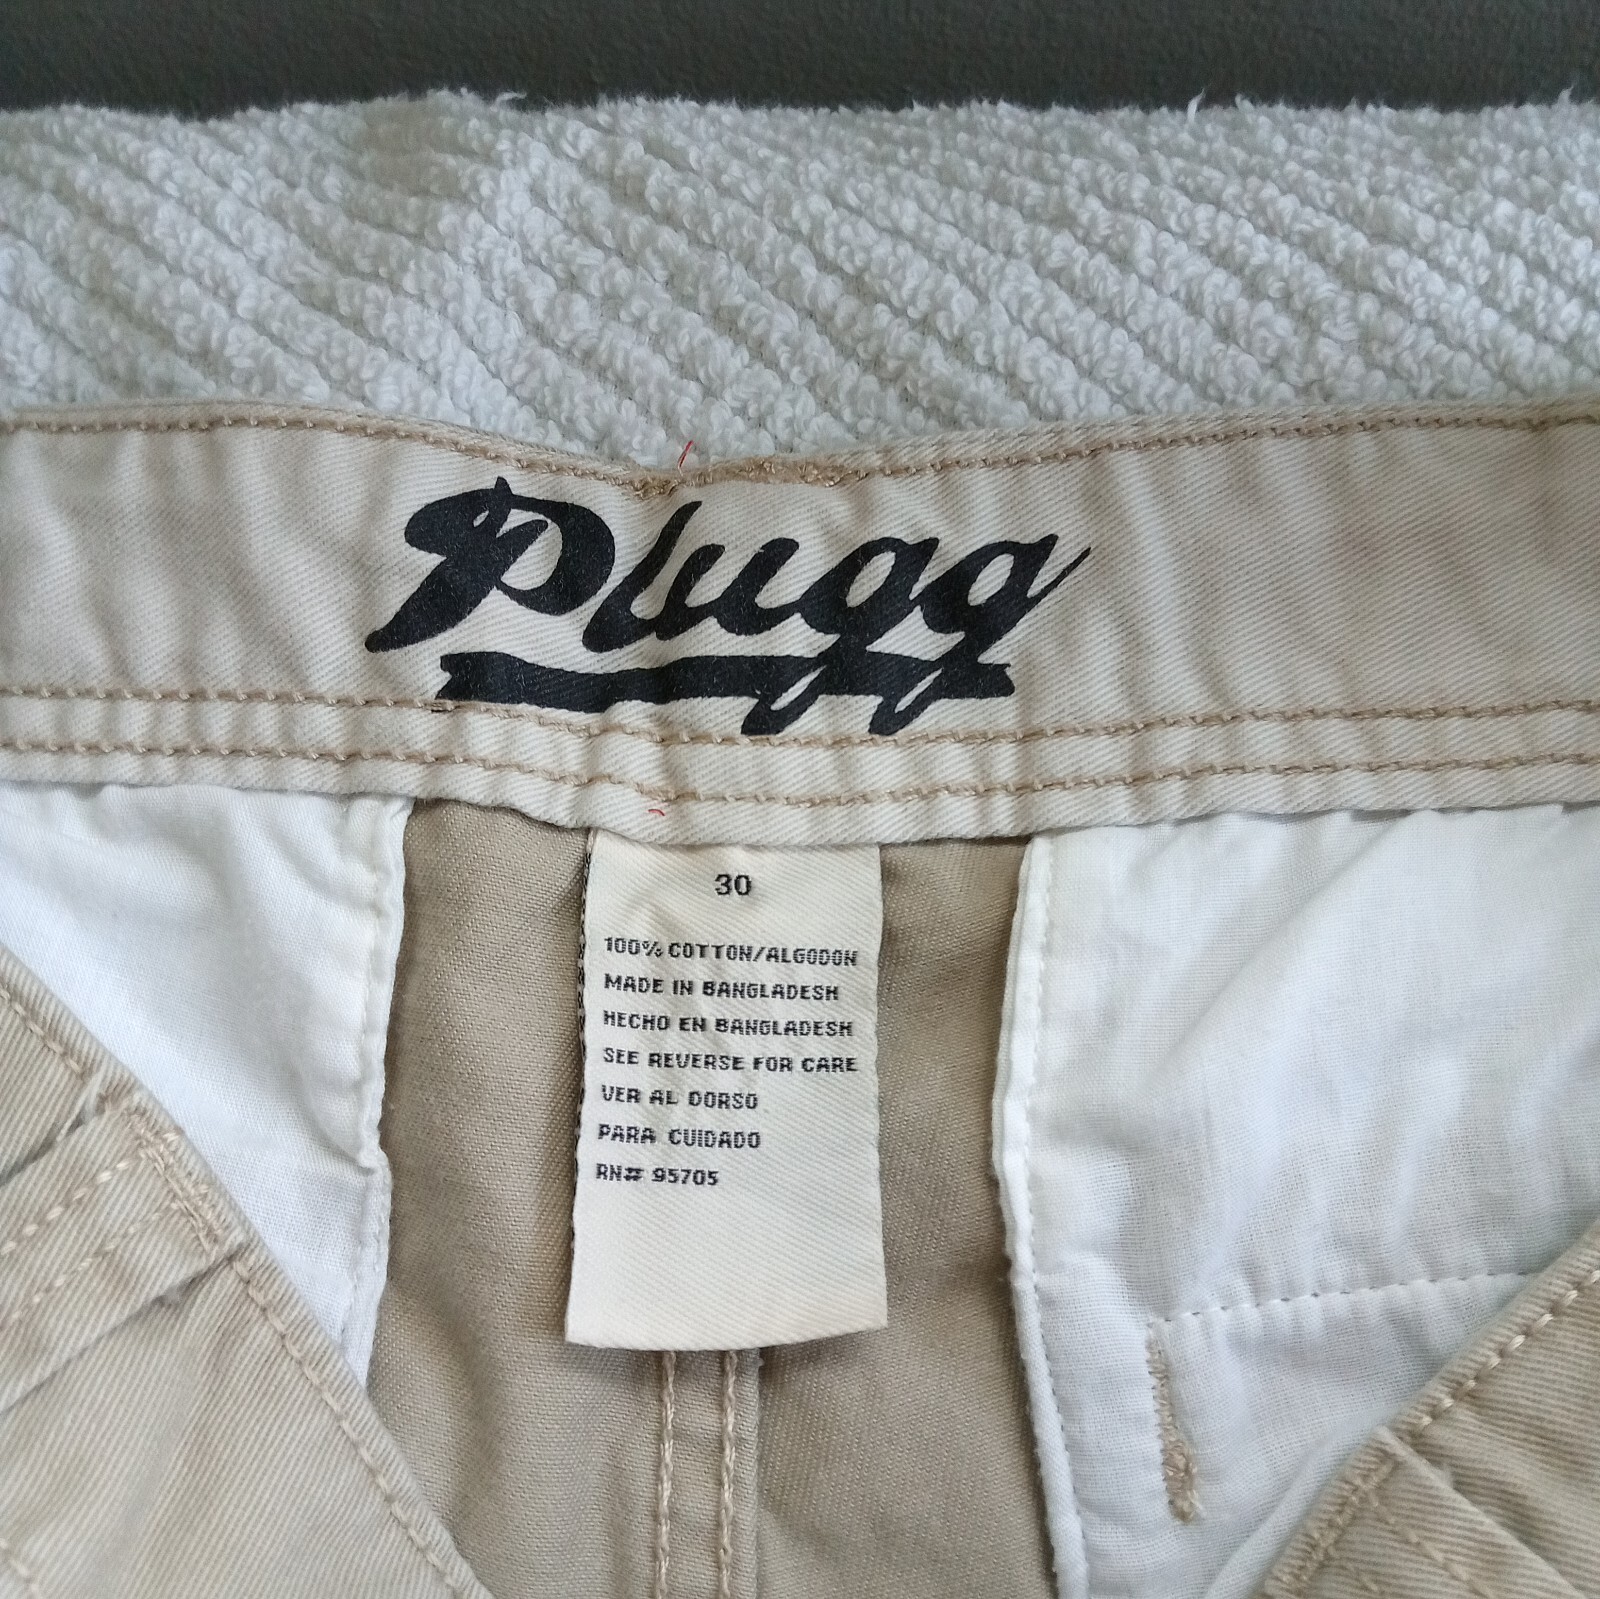 Plugg
30
100% COTTON/ALGODON
MADE IN BANGLADESH
HECHO EN BANGLADESH
SEE REVERSE FOR CARE
VER AL DORSO
PARA CUIDADO
RN# 95705